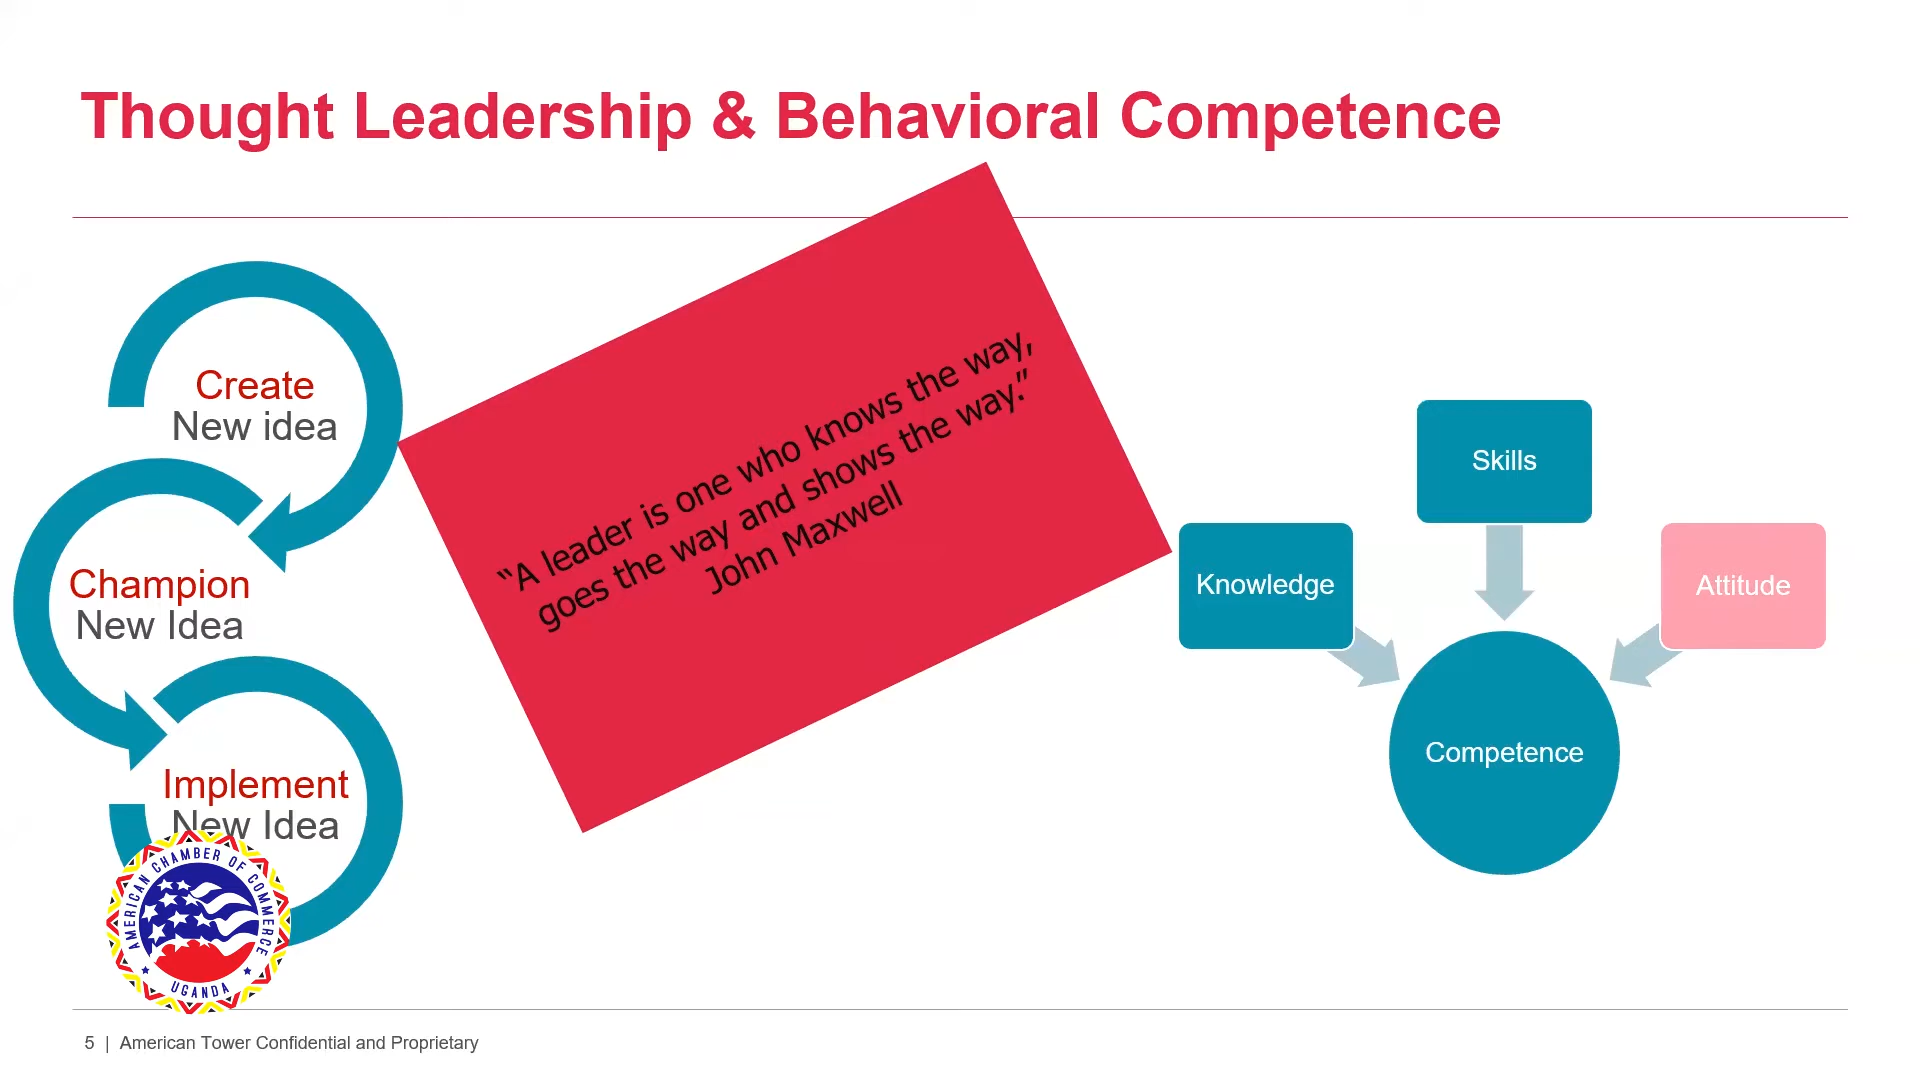 Thought Leadership & Behavioral Competence
Create
New idea
Champion
New Idea
Implement
New Idea
“A leader is one who knows the way,
goes the way and shows the way.”
John Maxwell
Skills
Knowledge
Attitude
Competence
AMERICAN CHAMBER OF COMMERCE
UGANDA
5 | American Tower Confidential and Proprietary